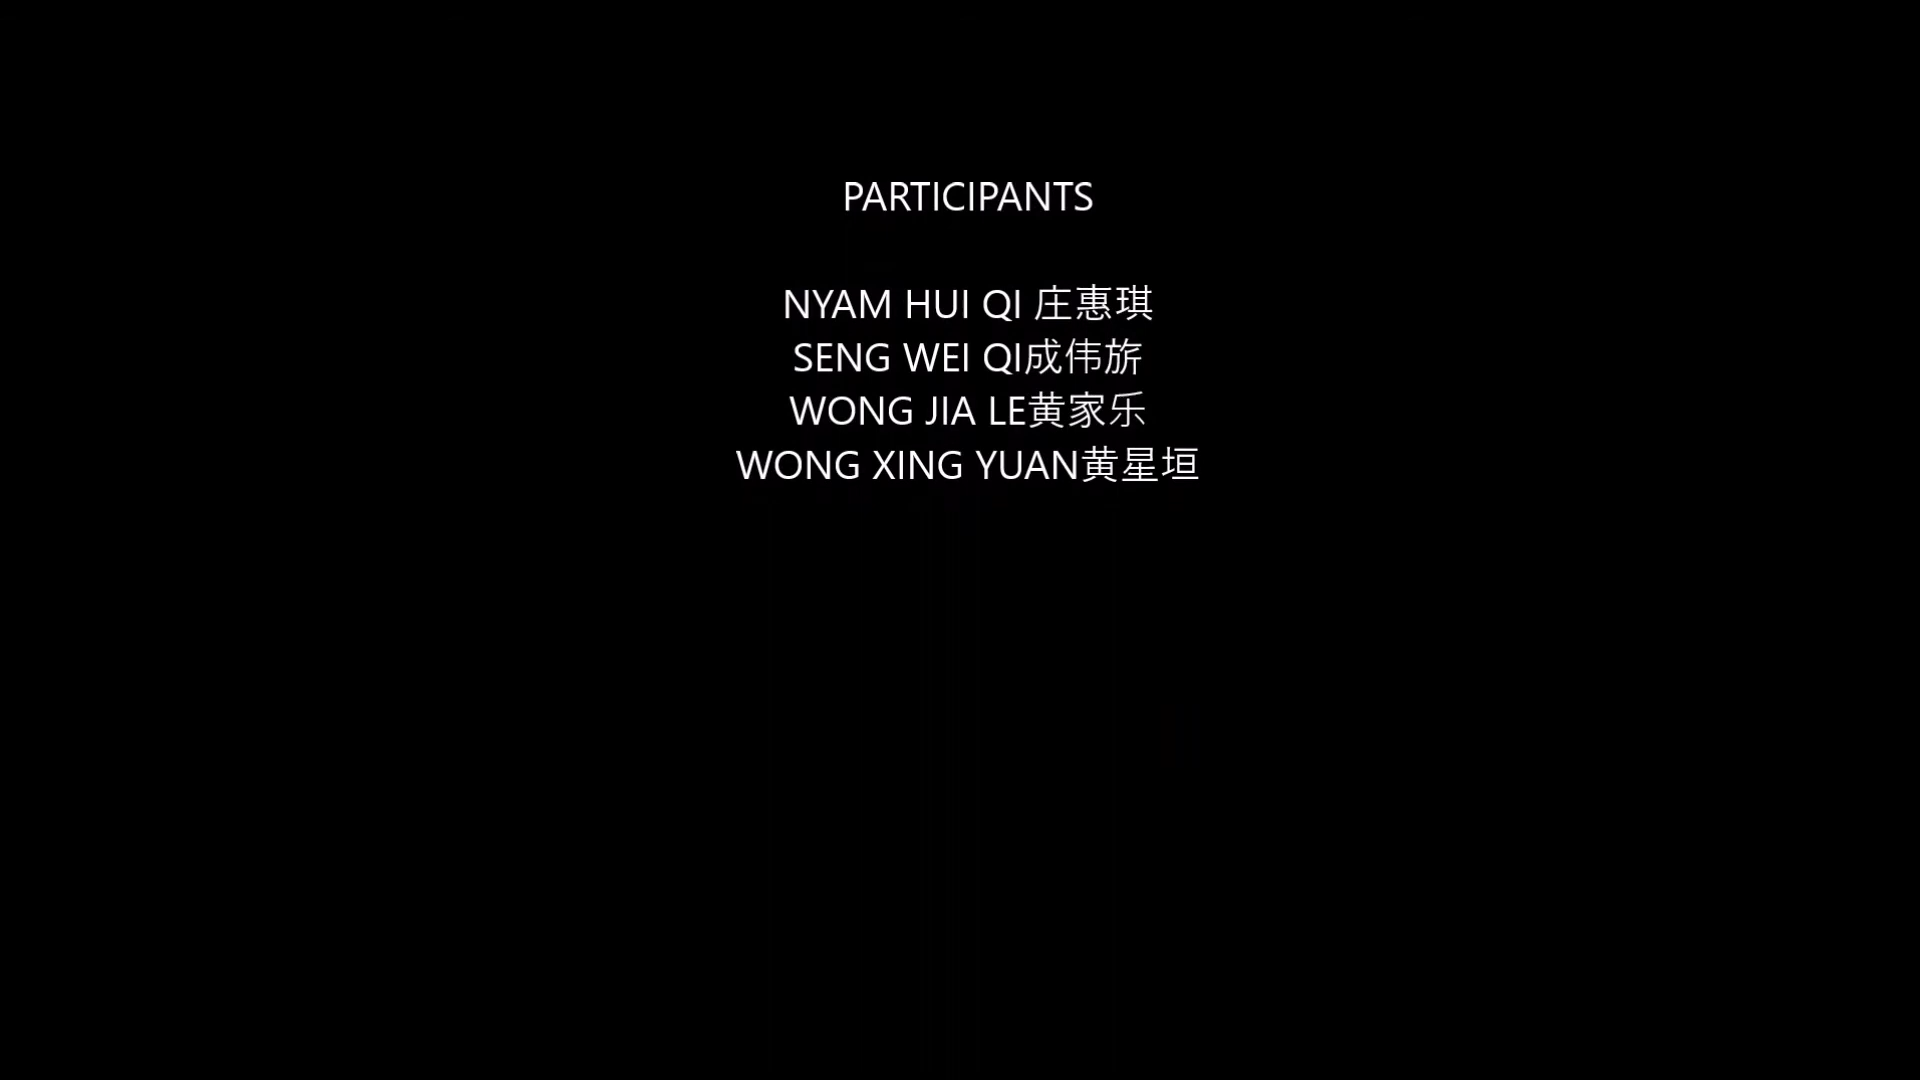 PARTICIPANTS
NYAM HUI QI 庄惠琪
SENG WEI QI成伟旂
WONG JIA LE黄家乐
WONG XING YUAN黄星垣